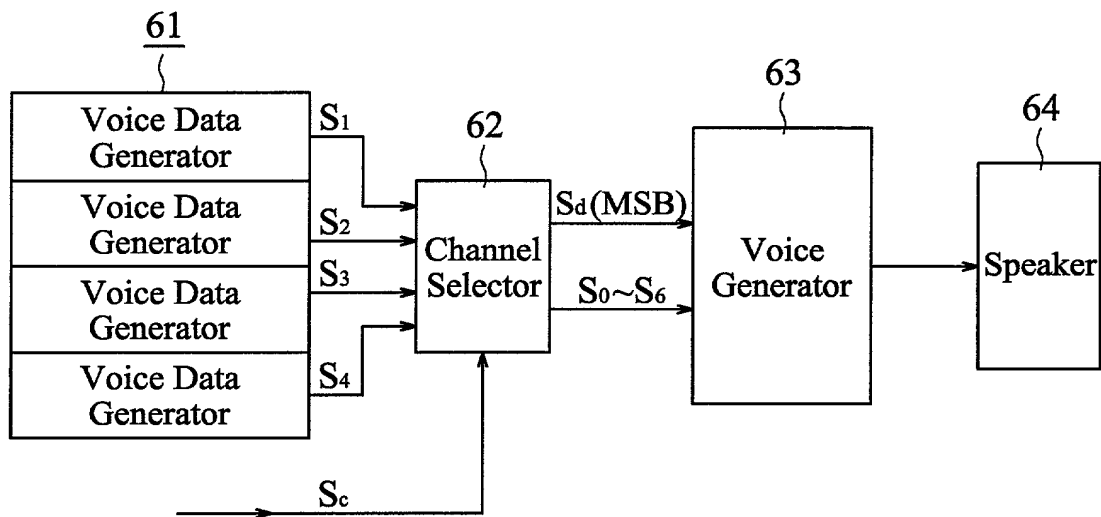 61
Voice Data
Generator
Voice Data
Generator
Voice Data
Generator
Voice Data
Generator
S1
S2
S3
S4
Sc
62
Channel
Selector
Sd(MSB)
S0~S6
63
Voice
Generator
64
Speaker